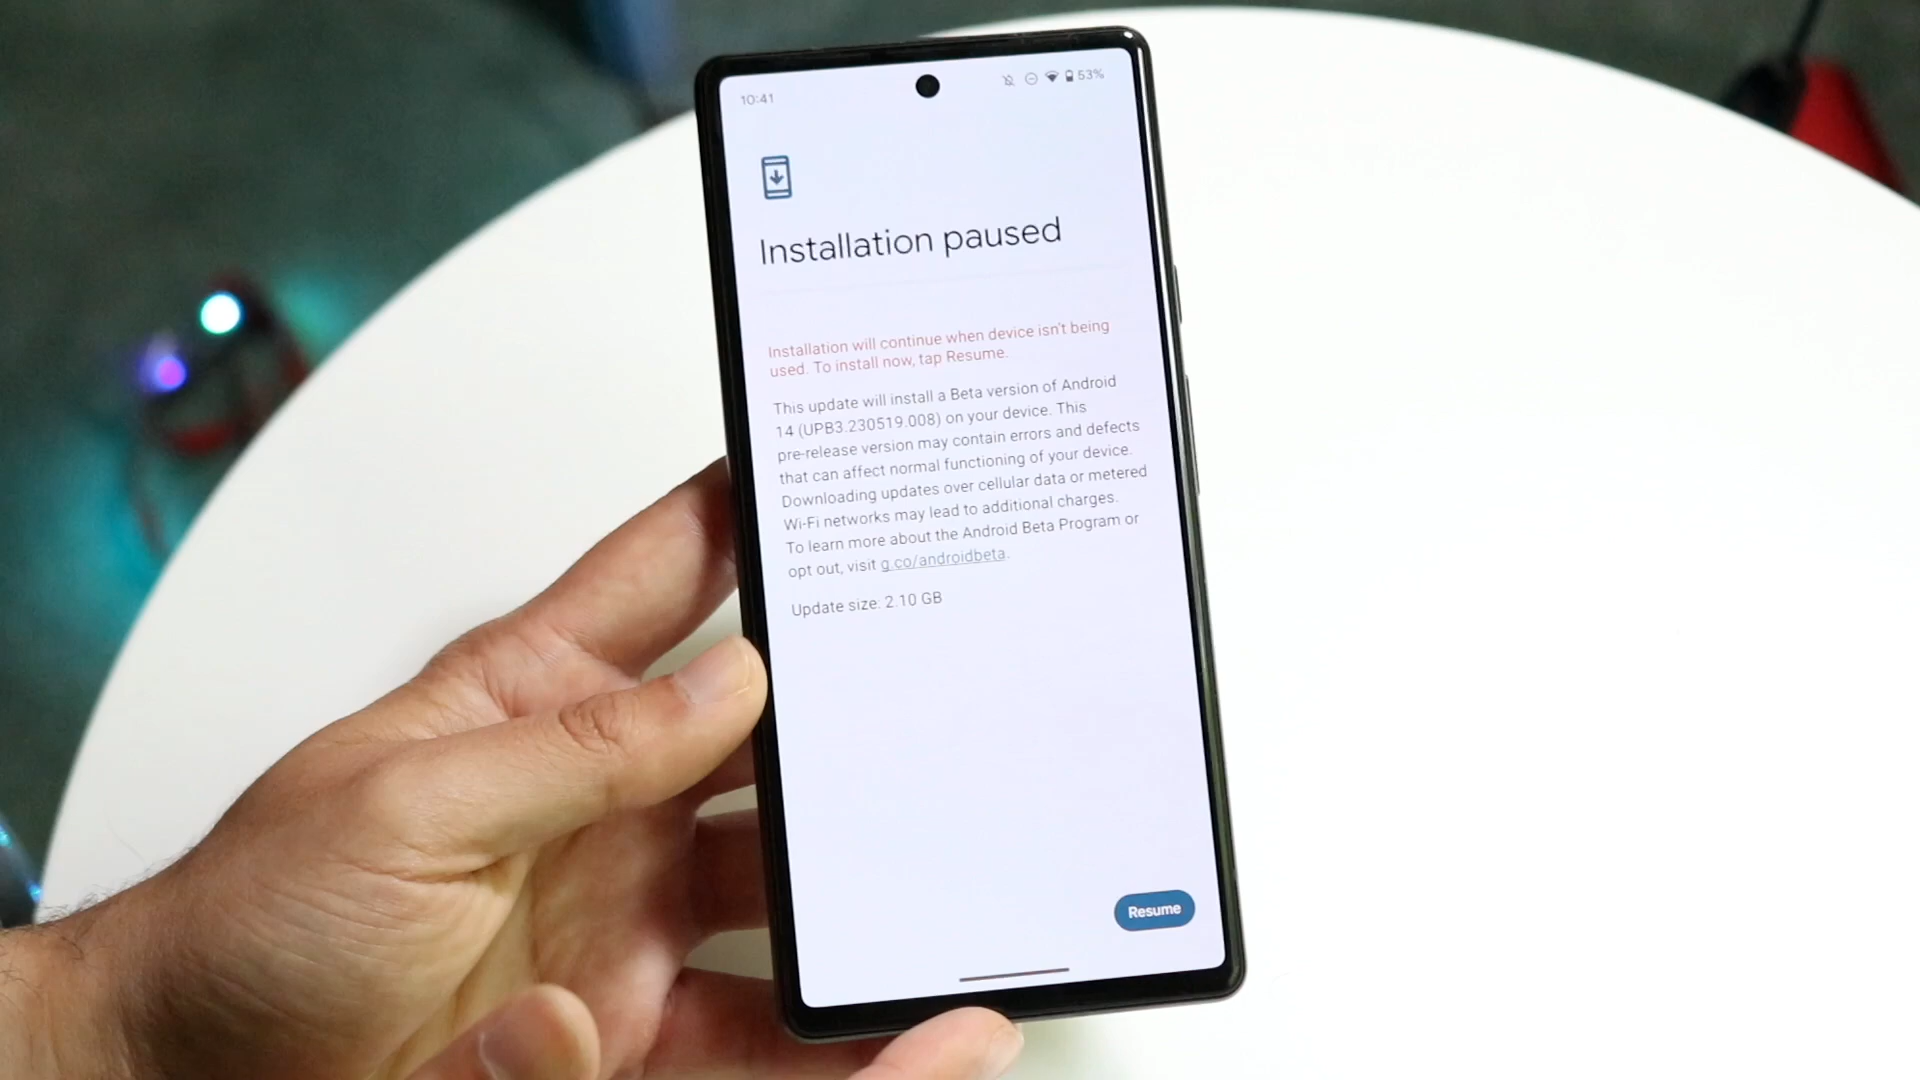 10:41
53%
Installation paused
Installation will continue when device isn't being
used. To install now, tap Resume.
This update will install a Beta version of Android
14 (UPB3.230519.008) on your device. This
pre-release version may contain errors and defects
that can affect normal functioning of your device.
Downloading updates over cellular data or metered
Wi-Fi networks may lead to additional charges.
To learn more about the Android Beta Program or
opt out, visit g.co/androidbeta.
Update size: 2.10 GB
Resume